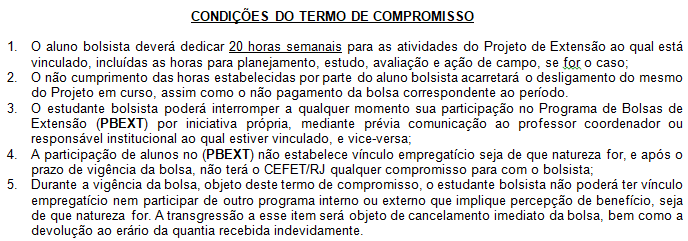 CONDIÇÕES DO TERMO DE COMPROMISSO
1. O aluno bolsista deverá dedicar 20 horas semanais para as atividades do Projeto de Extensão ao qual está
vinculado, incluídas as horas para planejamento, estudo, avaliação e ação de campo, se for o caso;
2. O não cumprimento das horas estabelecidas por parte do aluno bolsista acarretará o desligamento do mesmo
do Projeto em curso, assim como o não pagamento da bolsa correspondente ao período.
3. O estudante bolsista poderá interromper a qualquer momento sua participação no Programa de Bolsas de
Extensão (PBEXT) por iniciativa própria, mediante prévia comunicação ao professor coordenador ou
responsável institucional ao qual estiver vinculado, e vice-versa;
4. A participação de alunos no (PBEXT) não estabelece vínculo empregatício seja de que natureza for, e após o
prazo de vigência da bolsa, não terá o CEFET/RJ qualquer compromisso para com o bolsista;
5. Durante a vigência da bolsa, objeto deste termo de compromisso, o estudante bolsista não poderá ter vínculo
empregatício nem participar de outro programa interno ou externo que implique percepção de benefício, seja
de que natureza for. A transgressão a esse item será objeto de cancelamento imediato da bolsa, bem como a
devolução ao erário da quantia recebida indevidamente.